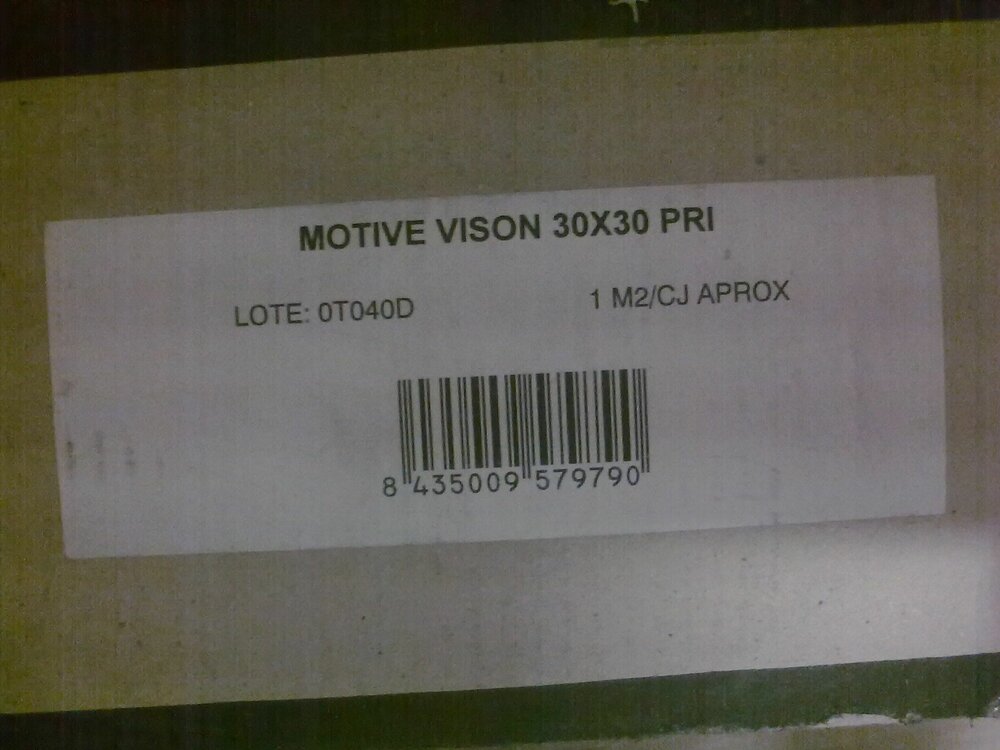 MOTIVE VISON 30X30 PRI
LOTE: 0T040D 1 M2/CJ APROX
8 435009 579790